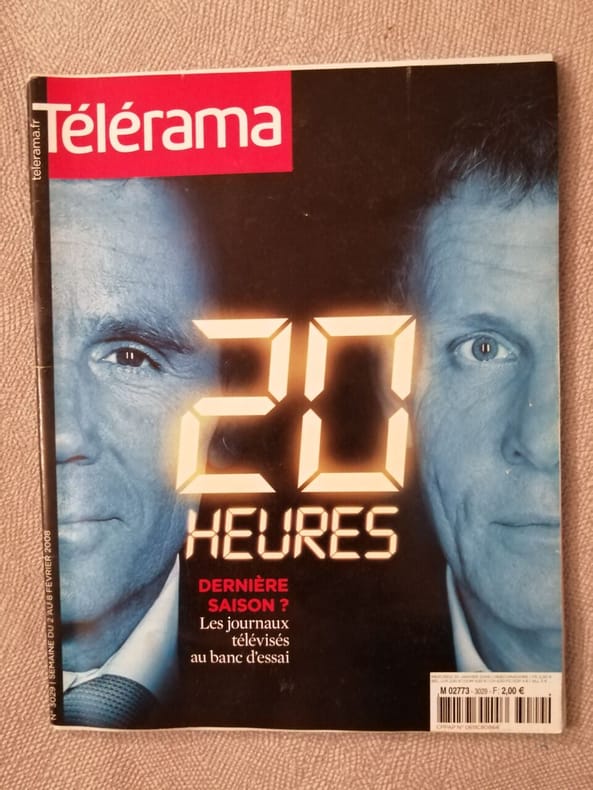 Télérama
telerama.fr
20
HEURES
DERNIÈRE
SAISON ?
Les journaux
télévisés
au banc d'essai
N° 3029 | SEMAINE DU 2 AU 8 FÉVRIER 2008
M 02773 - 3029 - F: 2,00 €